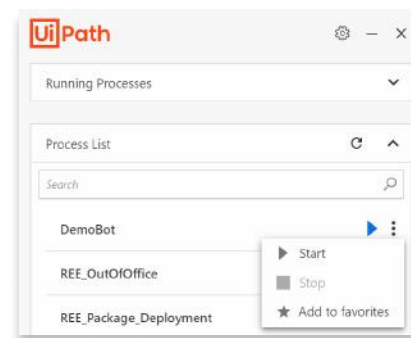 UiPath
Running Processes
Process List
Search
DemoBot
Start
REE_OutOfOffice
Stop
Add to favorites
REE_Package_Deployment